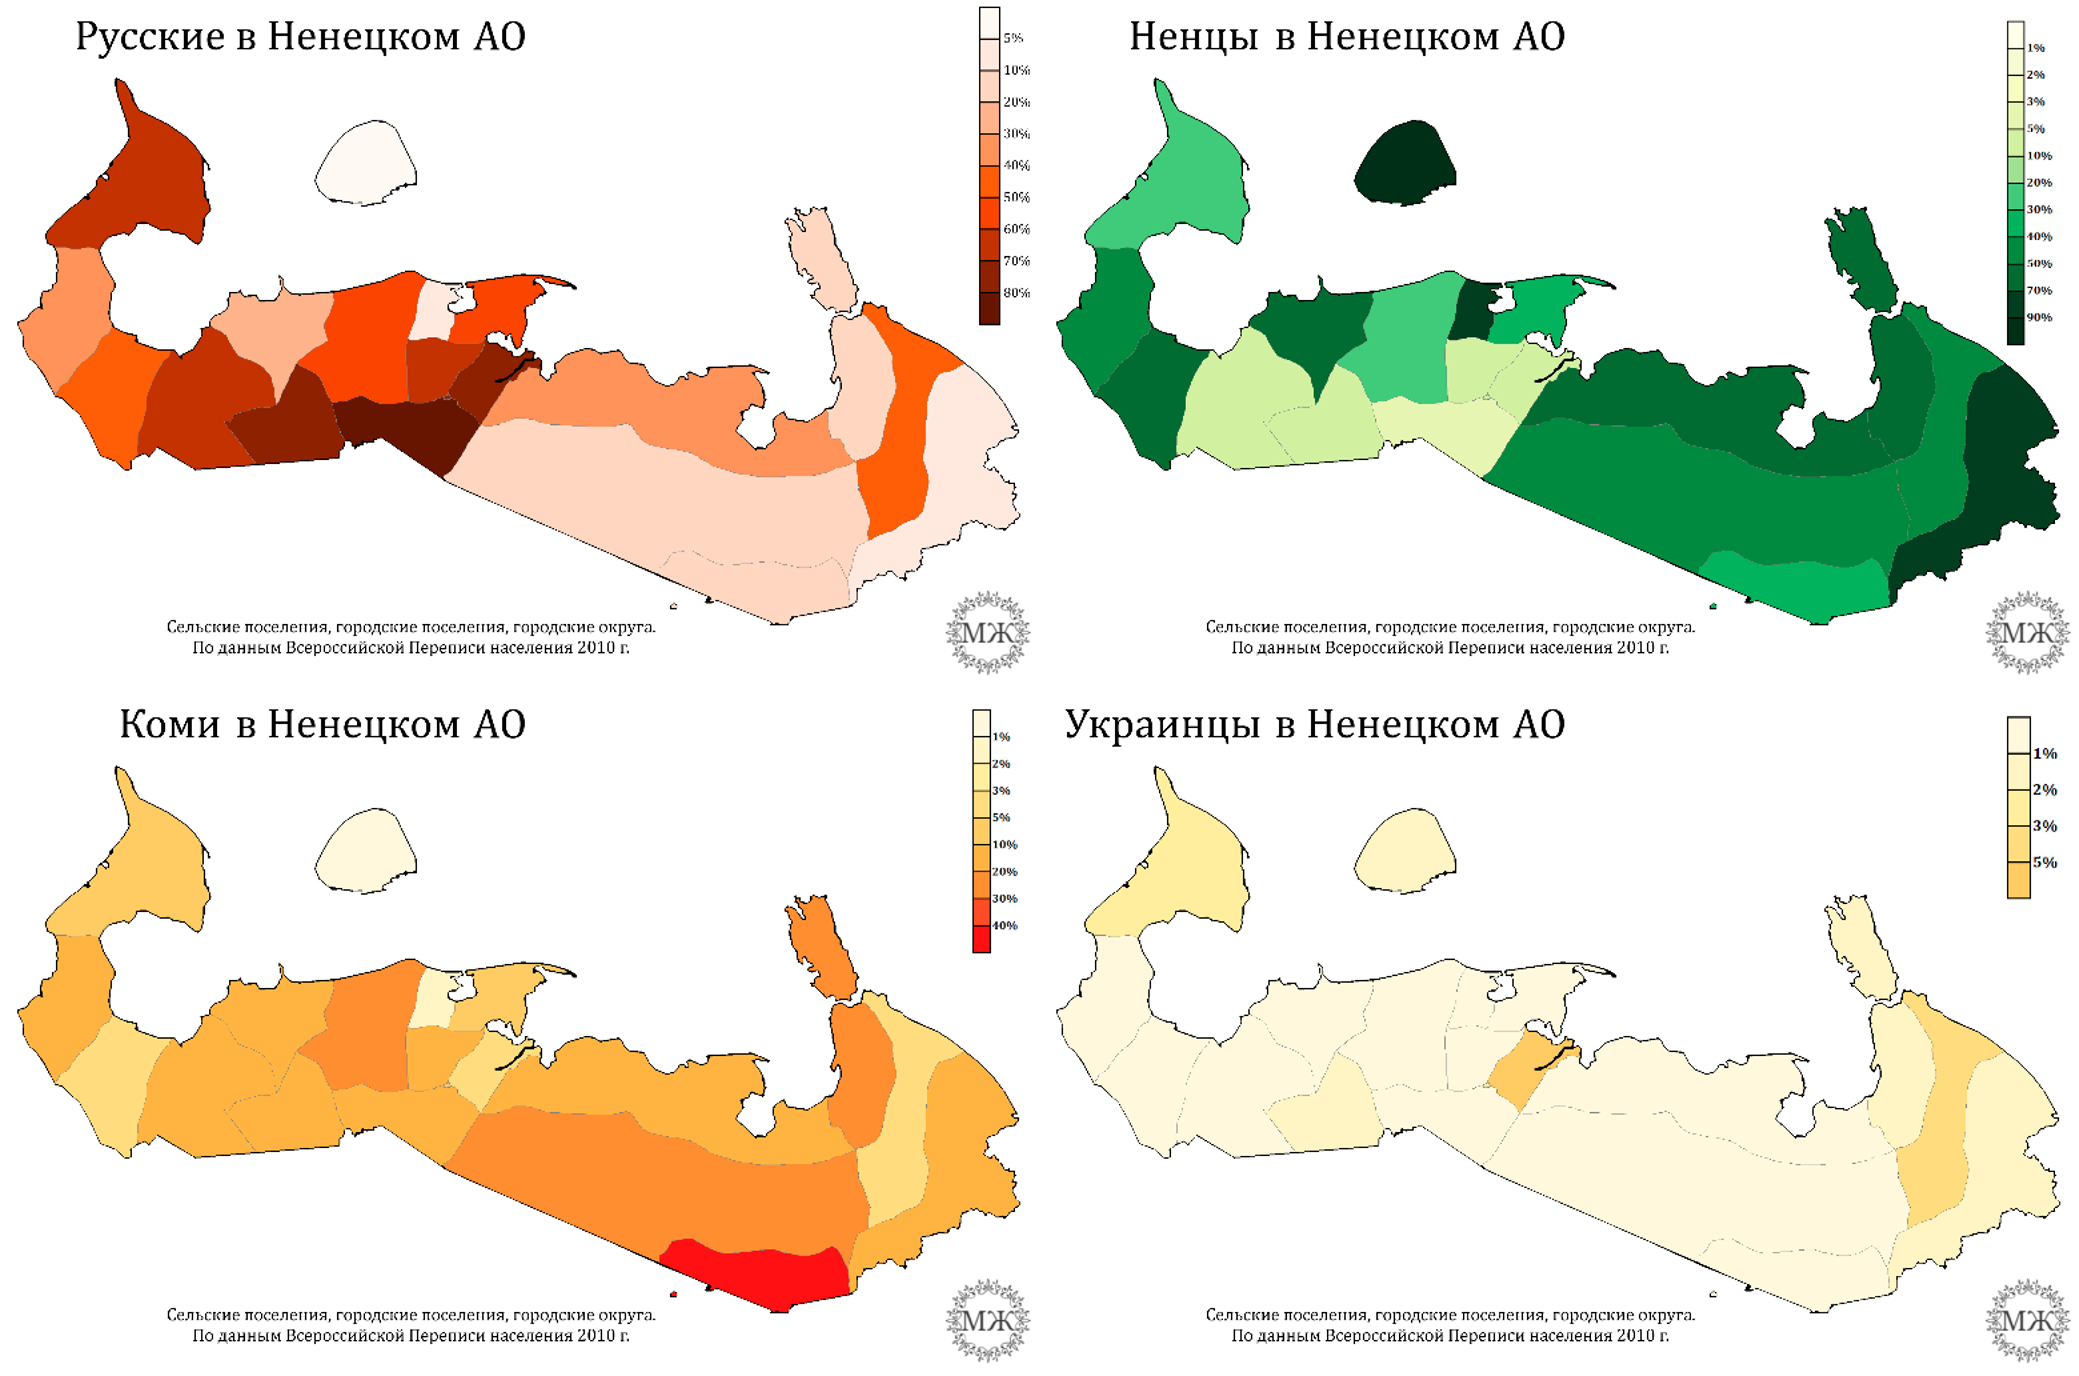 Русские в Ненецком АО
5%
10%
20%
30%
40%
50%
60%
70%
80%
Сельские поселения, городские поселения, городские округа.
По данным Всероссийской Переписи населения 2010 г.
МЖ
Ненцы в Ненецком АО
1%
2%
3%
5%
10%
20%
30%
40%
50%
70%
90%
Сельские поселения, городские поселения, городские округа.
По данным Всероссийской Переписи населения 2010 г.
МЖ
Коми в Ненецком АО
1%
2%
3%
5%
10%
20%
30%
40%
Сельские поселения, городские поселения, городские округа.
По данным Всероссийской Переписи населения 2010 г.
МЖ
Украинцы в Ненецком АО
1%
2%
3%
5%
Сельские поселения, городские поселения, городские округа.
По данным Всероссийской Переписи населения 2010 г.
МЖ